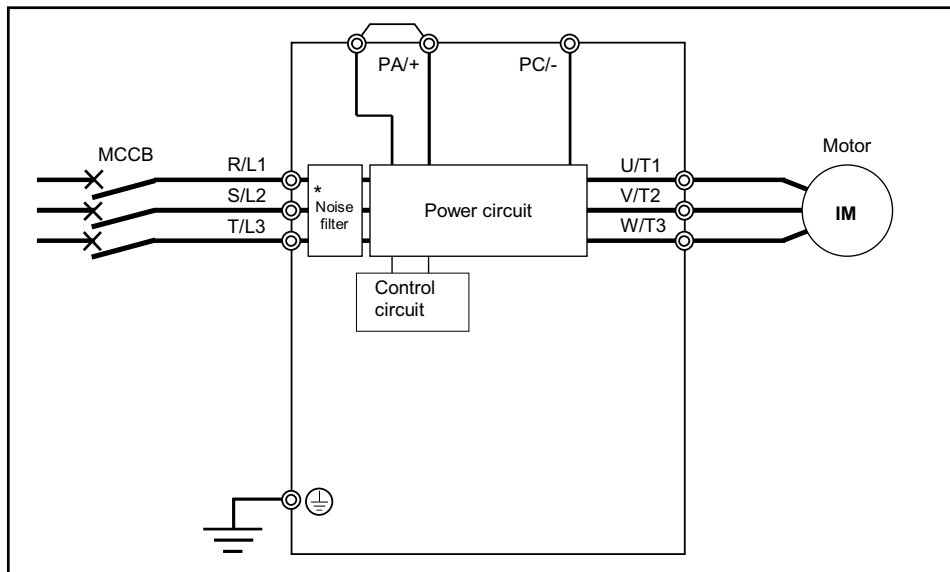 PA/+
PC/-
MCCB
R/L1
S/L2
T/L3
*
Noise
filter
Power circuit
Control
circuit
U/T1
V/T2
W/T3
Motor
IM